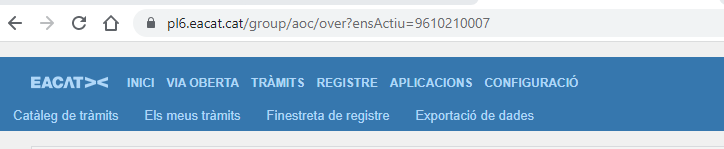 pl6.eacat.cat/group/aoc/over?ensActiu=9610210007
EACAT INICI VIA OBERTA TRÀMITS REGISTRE APLICACIONS CONFIGURACIÓ
Catàleg de tràmits Els meus tràmits Finestreta de registre Exportació de dades